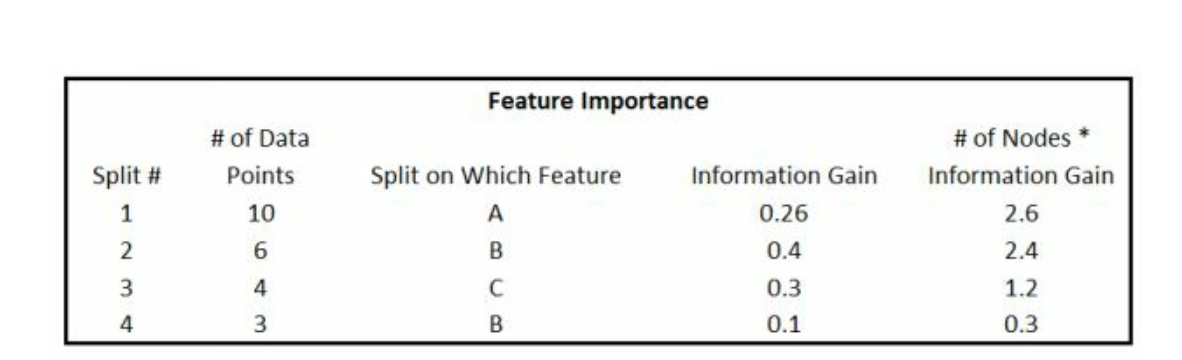 Feature Importance
# of Data # of Nodes *
Split # Points Split on Which Feature Information Gain Information Gain
1 10 A 0.26 2.6
2 6 B 0.4 2.4
3 4 C 0.3 1.2
4 3 B 0.1 0.3